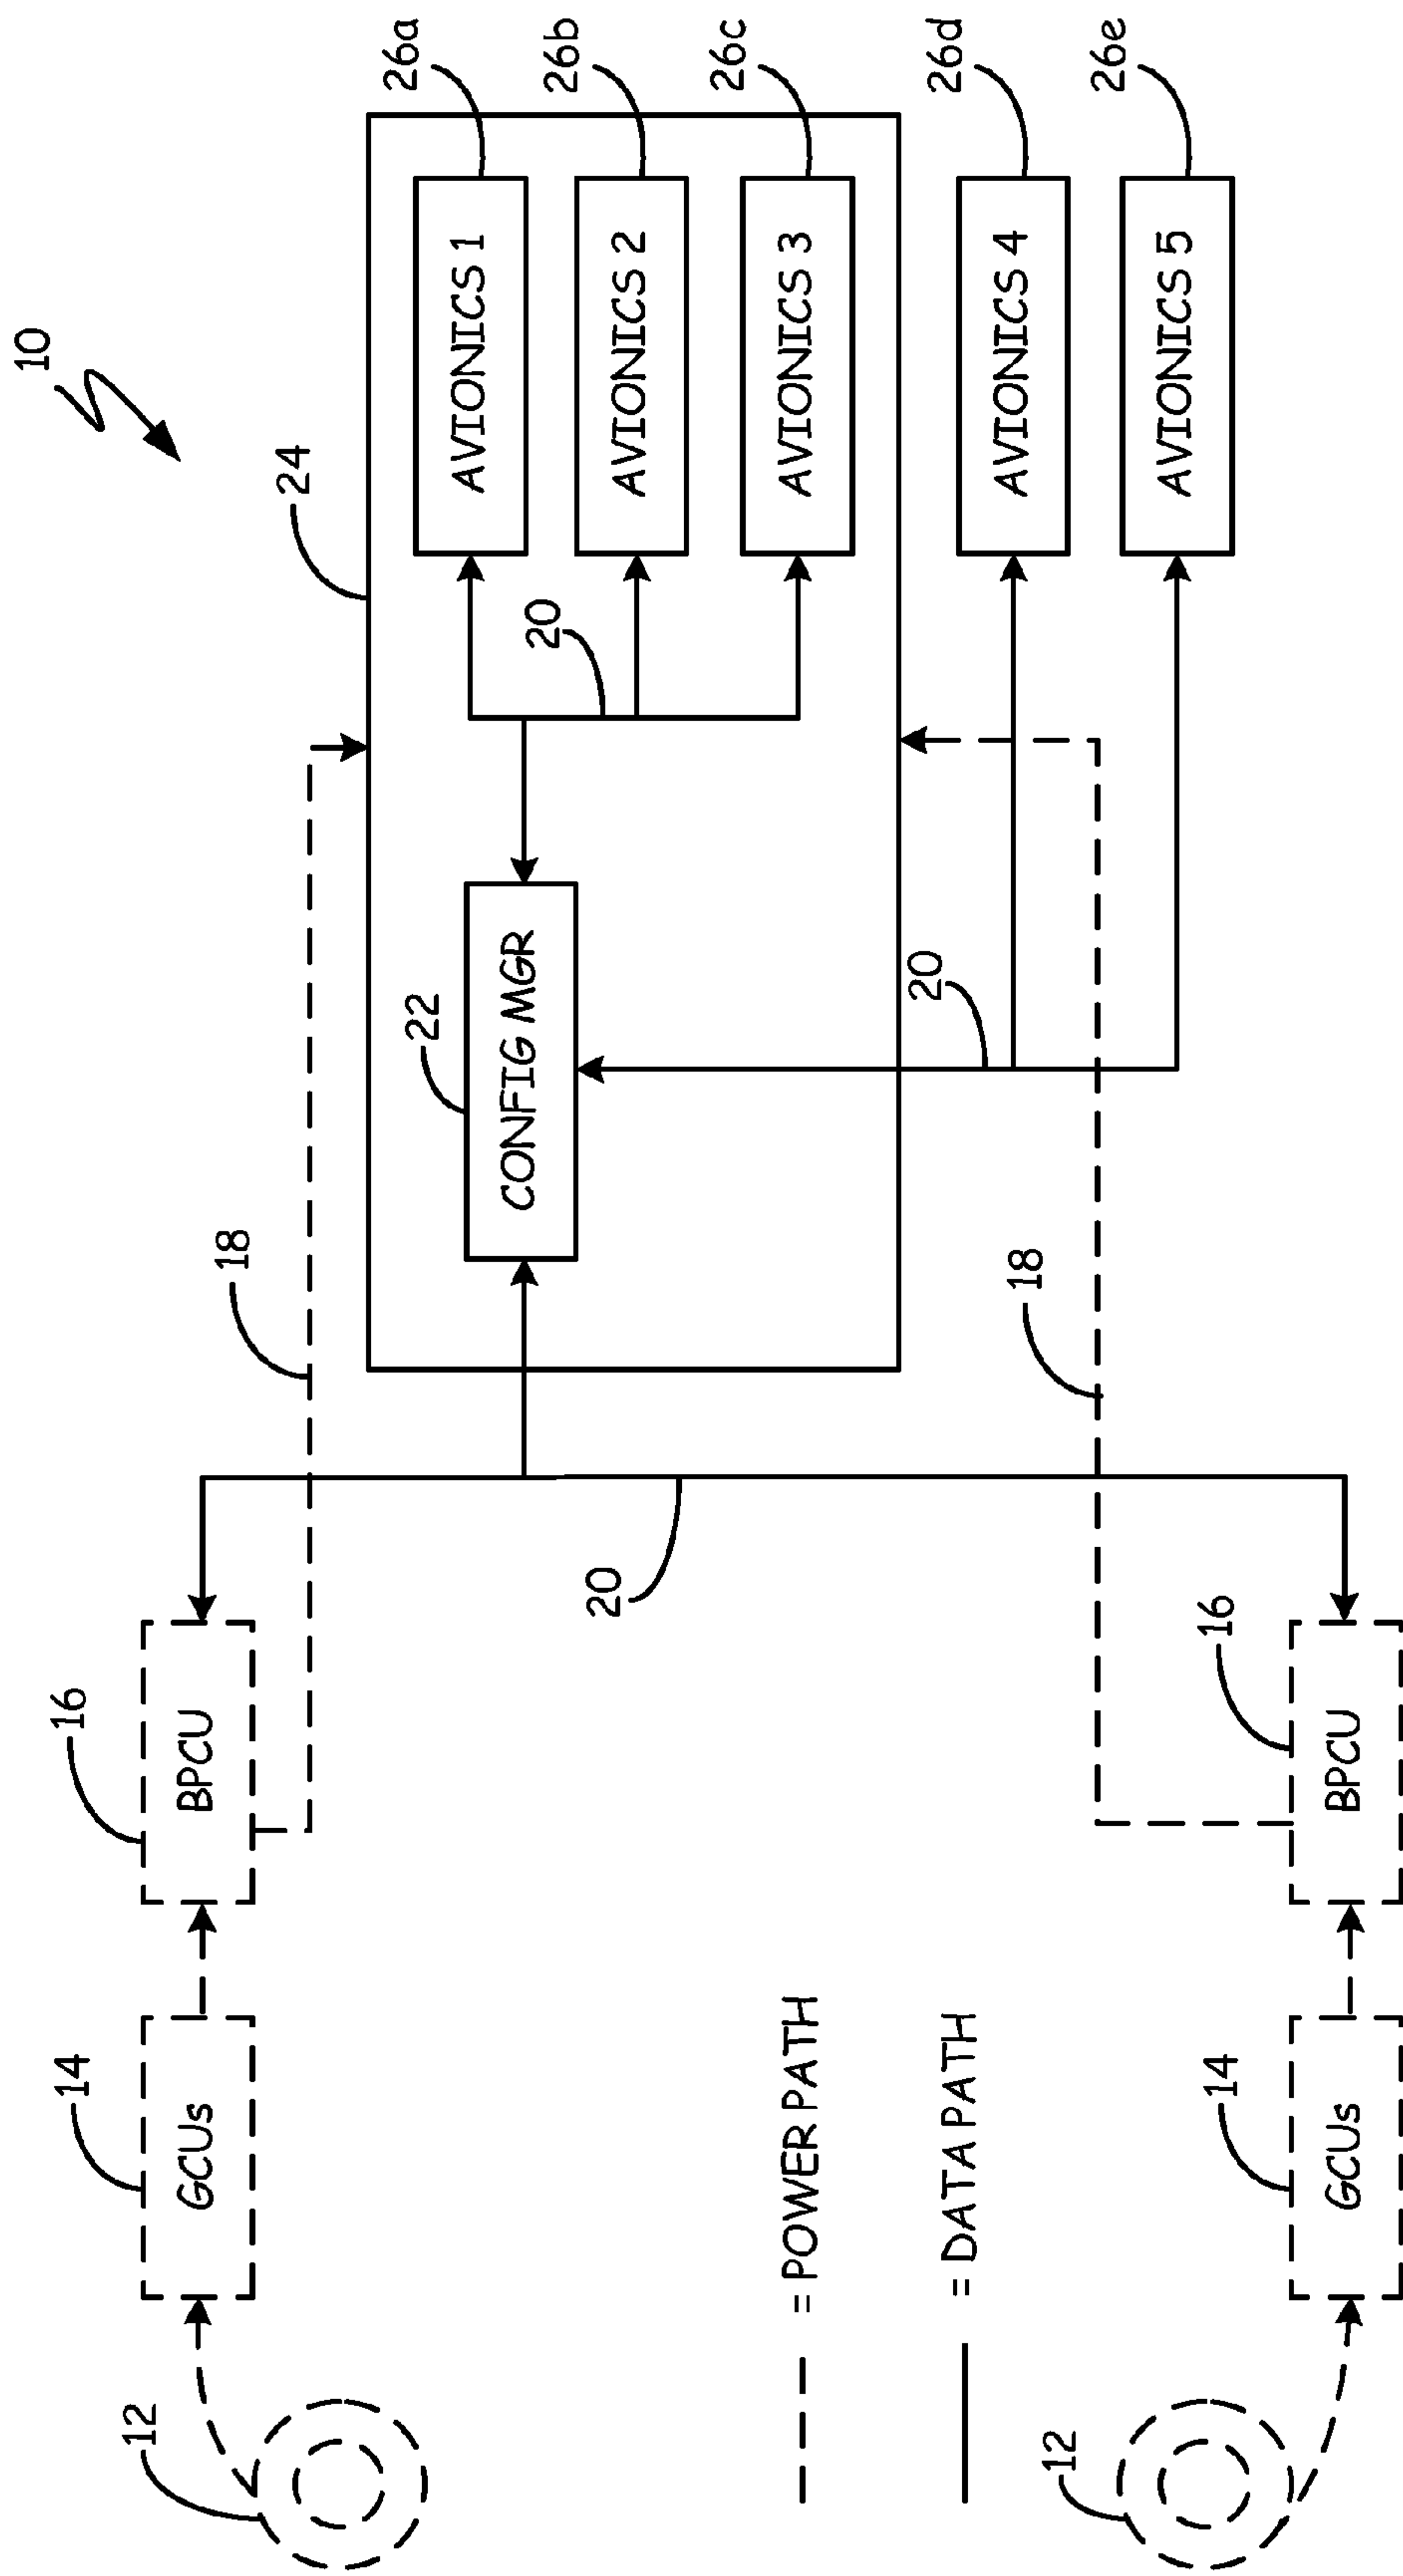 10
12
14
GCUs
16
BPCU
18
24
22
CONFIG MGR
20
AVIONICS 1
26a
AVIONICS 2
26b
AVIONICS 3
26c
20
20
AVIONICS 4
26d
AVIONICS 5
26e
18
= POWER PATH
= DATA PATH
12
14
GCUs
16
BPCU